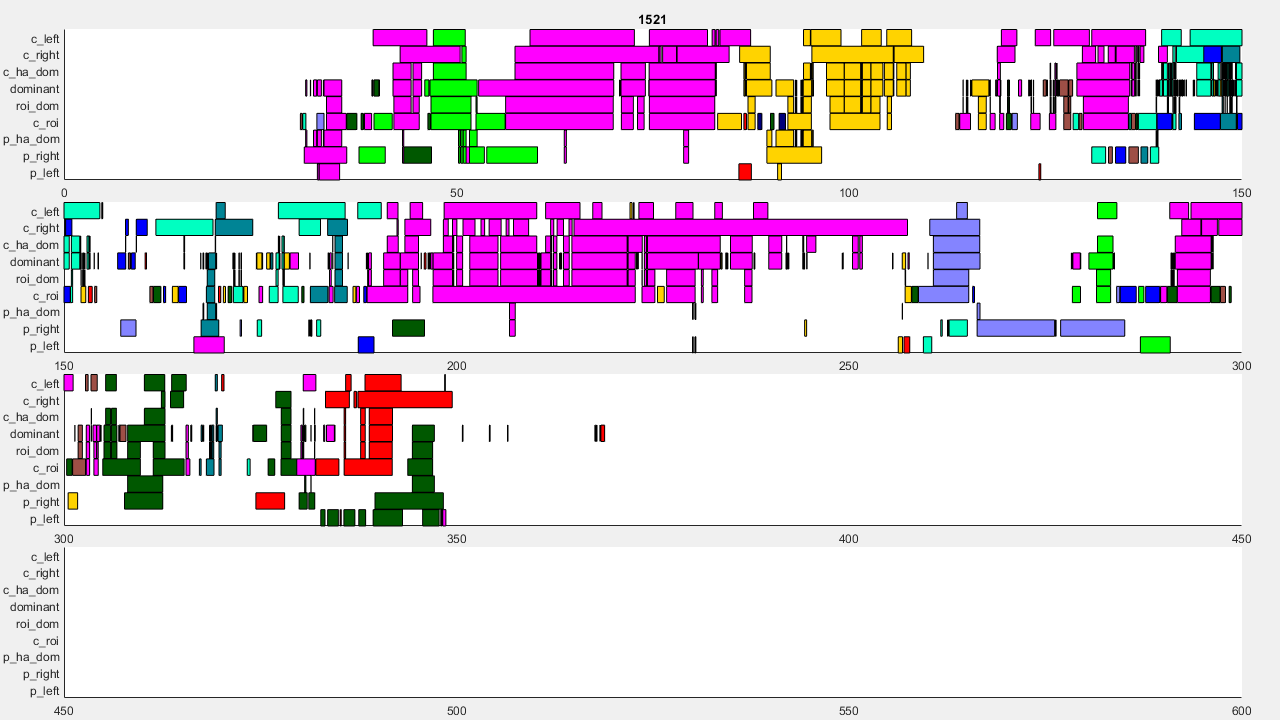 1521
c_left
c_right
c_ha_dom
dominant
roi_dom
c_roi
p_ha_dom
p_right
p_left
0 50 100 150
c_left
c_right
c_ha_dom
dominant
roi_dom
c_roi
p_ha_dom
p_right
p_left
150 200 250 300
c_left
c_right
c_ha_dom
dominant
roi_dom
c_roi
p_ha_dom
p_right
p_left
300 350 400 450
c_left
c_right
c_ha_dom
dominant
roi_dom
c_roi
p_ha_dom
p_right
p_left
450 500 550 600